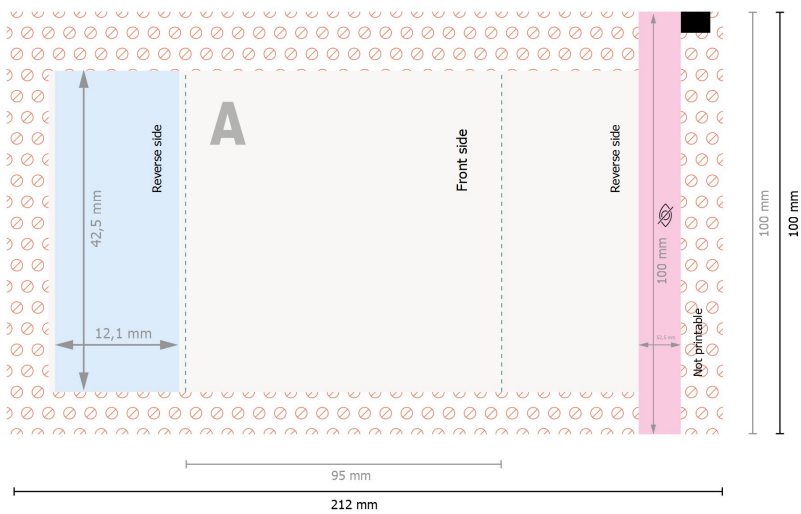 A
Reverse side
Front side
Reverse side
42,5 mm
12,1 mm
100 mm
Not printable
100 mm
100 mm
95 mm
212 mm